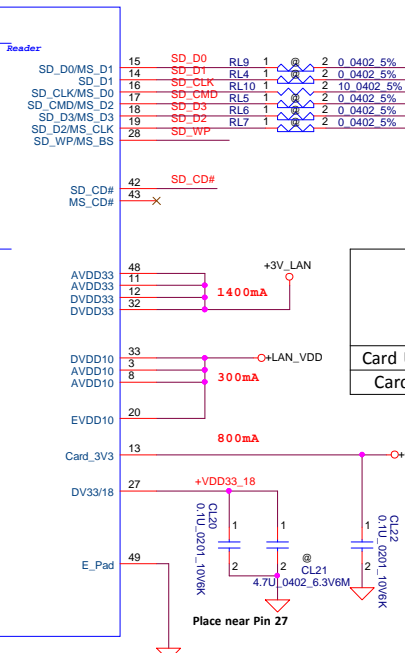 Reader
SD_D0/MS_D1 15 SD_D0 RL9 1 @ 2 0_0402_5%
SD_D1 14 SD_D1 RL4 1 @ 2 0_0402_5%
SD_CLK/MS_D0 16 SD_CLK RL10 1 2 10_0402_5%
SD_CMD/MS_D2 17 SD_CMD RL5 1 @ 2 0_0402_5%
SD_D3/MS_D3 18 SD_D3 RL6 1 @ 2 0_0402_5%
SD_D2/MS_CLK 19 SD_D2 RL7 1 @ 2 0_0402_5%
SD_WP/MS_BS 28 SD_WP
SD_CD# 42 SD_CD#
MS_CD# 43
+3V_LAN
AVDD33 48
AVDD33 11
DVDD33 12
DVDD33 32
1400mA
DVDD10 33 +LAN_VDD
AVDD10 3
AVDD10 8
300mA
Card
Card
EVDD10 20
800mA
Card_3V3 13 +
DV33/18 27 +VDD33_18
CL20
0.1U_0201_10V6K
1
2
1
2
@
CL21
4.7U_0402_6.3V6M
1
2
CL22
0.1U_0201_10V6K
E_Pad 49
Place near Pin 27